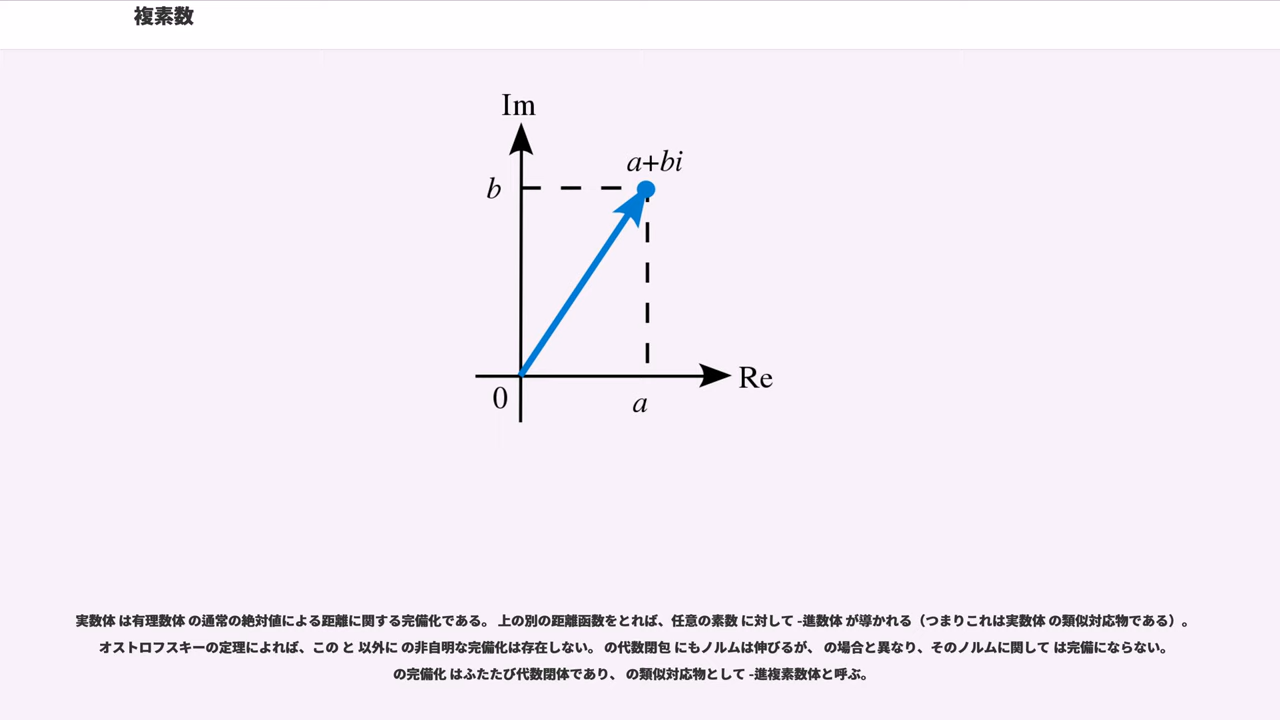 複素数
Im
a+bi
b
0
a
Re
実数体 は有理数体 の通常の絶対値による距離に関する完備化である。 上の別の距離函数をとれば、任意の素数 に対して -進数体 が導かれる（つまりこれは実数体 の類似対応物である）。
オストロフスキーの定理によれば、この と 以外に の非自明な完備化は存在しない。 の代数閉包 にもノルムは伸びるが、 の場合と異なり、そのノルムに関して は完備にならない。
の完備化 はふたたび代数閉体であり、 の類似対応物として -進複素数体と呼ぶ。